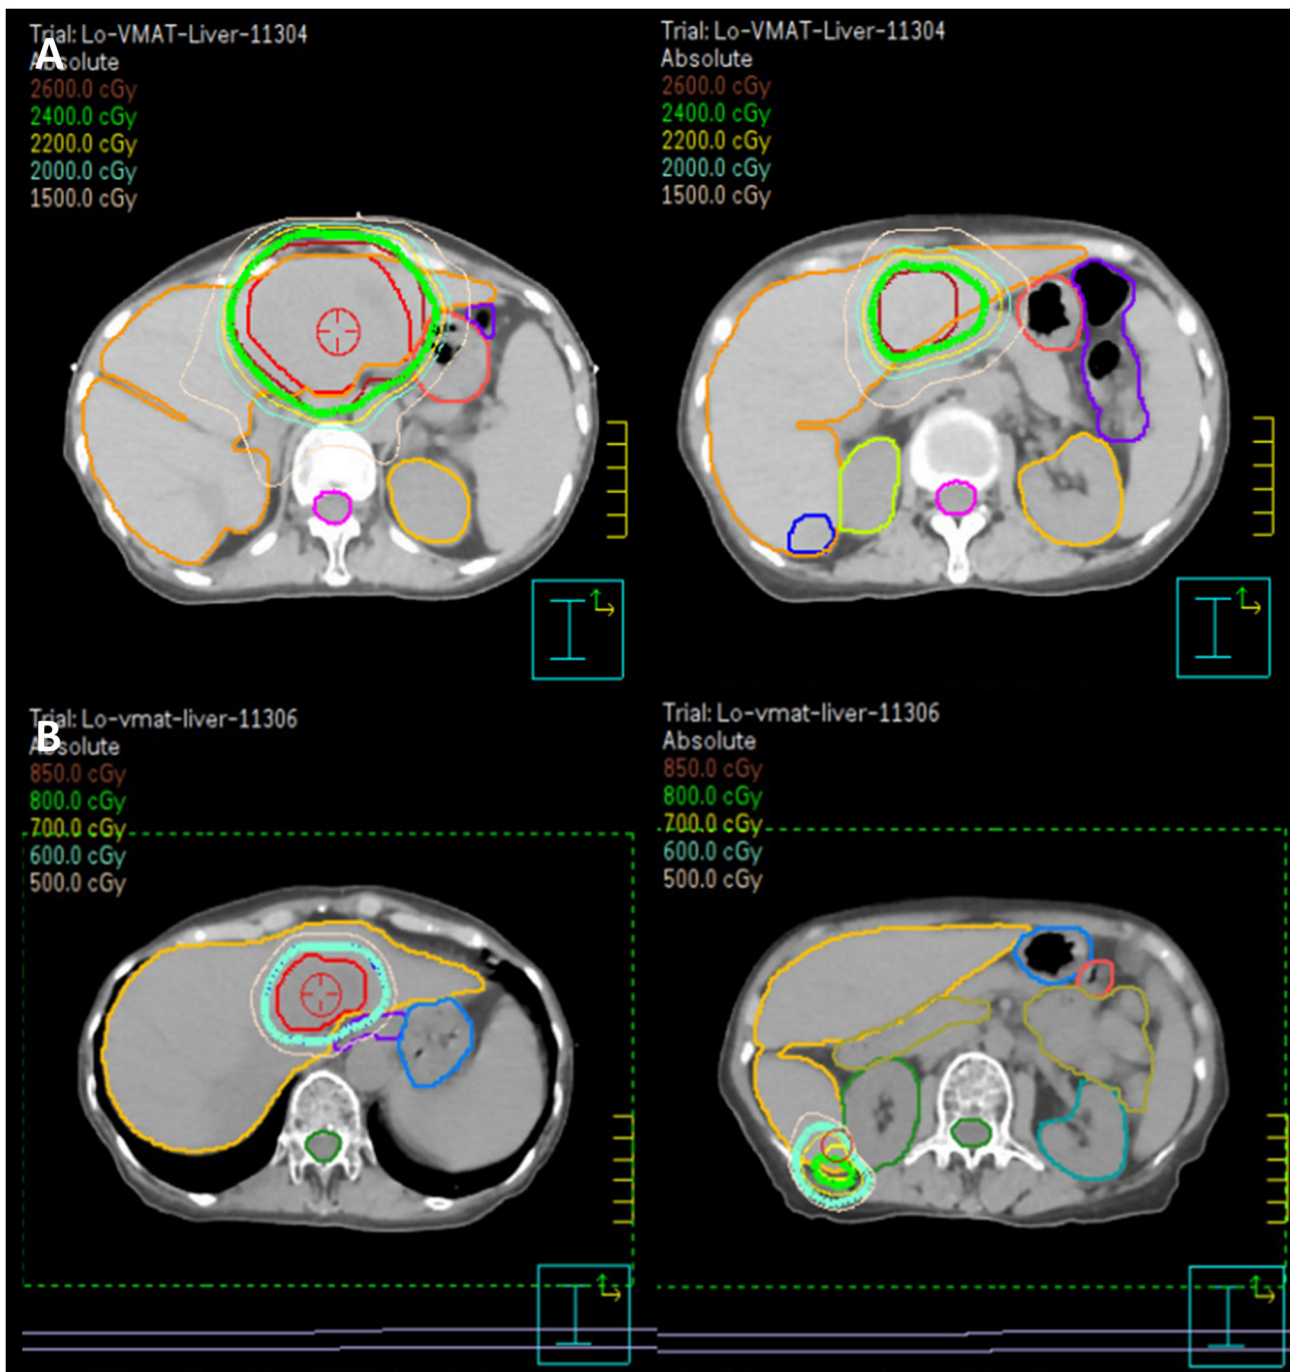 A
Trial: Lo-VMAT-Liver-11304
Absolute
2600.0 cGy
2400.0 cGy
2200.0 cGy
2000.0 cGy
1500.0 cGy
Trial: Lo-VMAT-Liver-11304
Absolute
2600.0 cGy
2400.0 cGy
2200.0 cGy
2000.0 cGy
1500.0 cGy
B
Trial: Lo-vmat-liver-11306
Absolute
850.0 cGy
800.0 cGy
700.0 cGy
600.0 cGy
500.0 cGy
Trial: Lo-vmat-liver-11306
Absolute
850.0 cGy
800.0 cGy
700.0 cGy
600.0 cGy
500.0 cGy